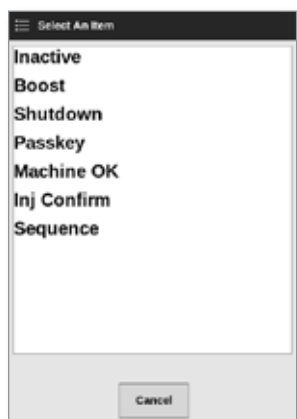 Select An Item
Inactive
Boost
Shutdown
Passkey
Machine OK
Inj Confirm
Sequence
Cancel